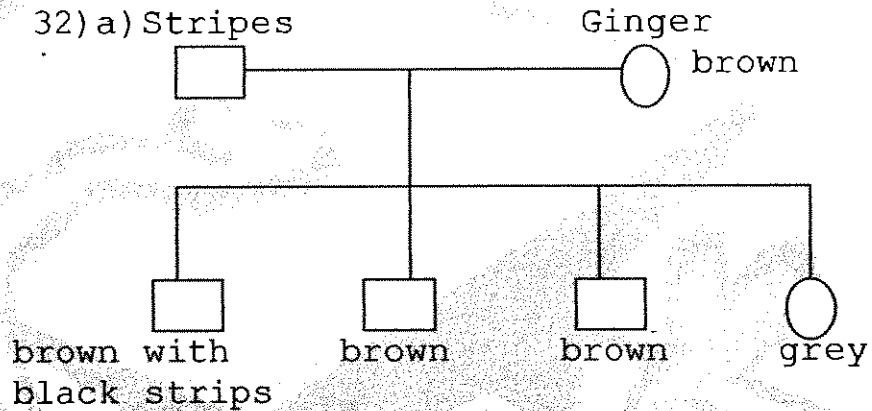 32)a)Stripes Ginger
brown
brown with brown brown grey
black strips